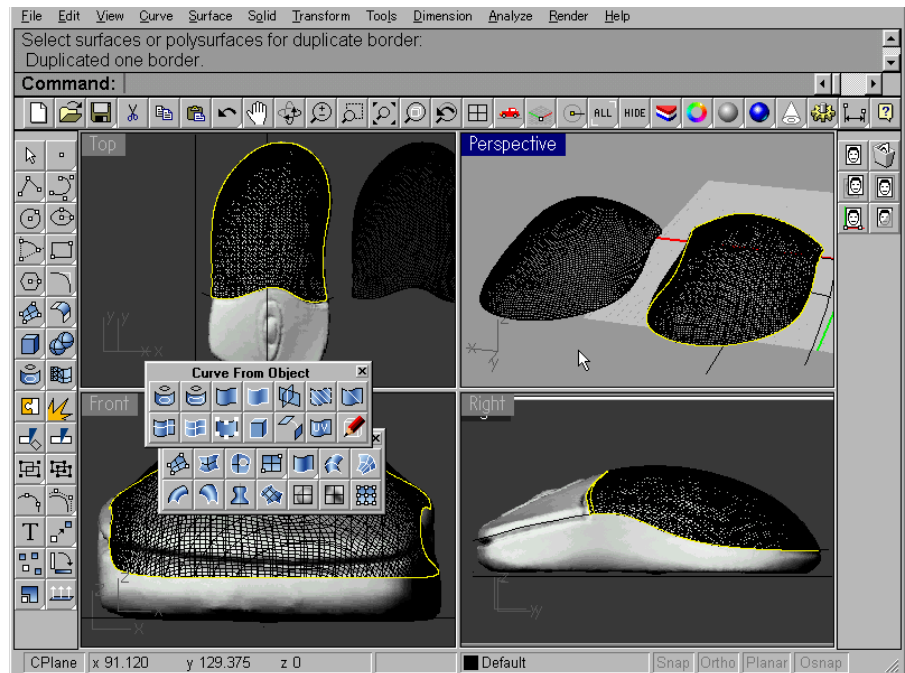 File Edit View Curve Surface Solid Transform Tools Dimension Analyze Render Help
Select surfaces or polysurfaces for duplicate border:
Duplicated one border.
Command:
ALL HIDE
Top
Perspective
y y
x x
z
x
y
Curve From Object
UV
Front
Right
T
z
z
x
x
z
y
CPlane x 91.120 y 129.375 z 0 Default Snap Ortho Planar Osnap